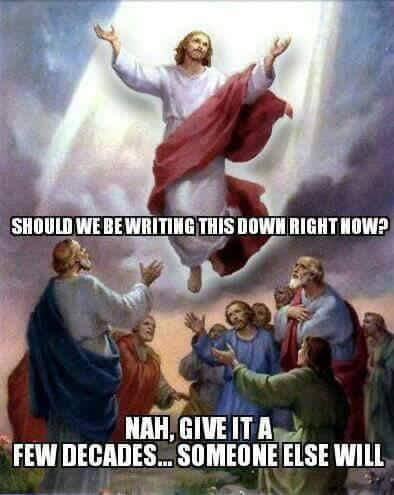 SHOULD WE BE WRITING THIS DOWN RIGHT NOW?
NAH, GIVE IT A
FEW DECADES... SOMEONE ELSE WILL